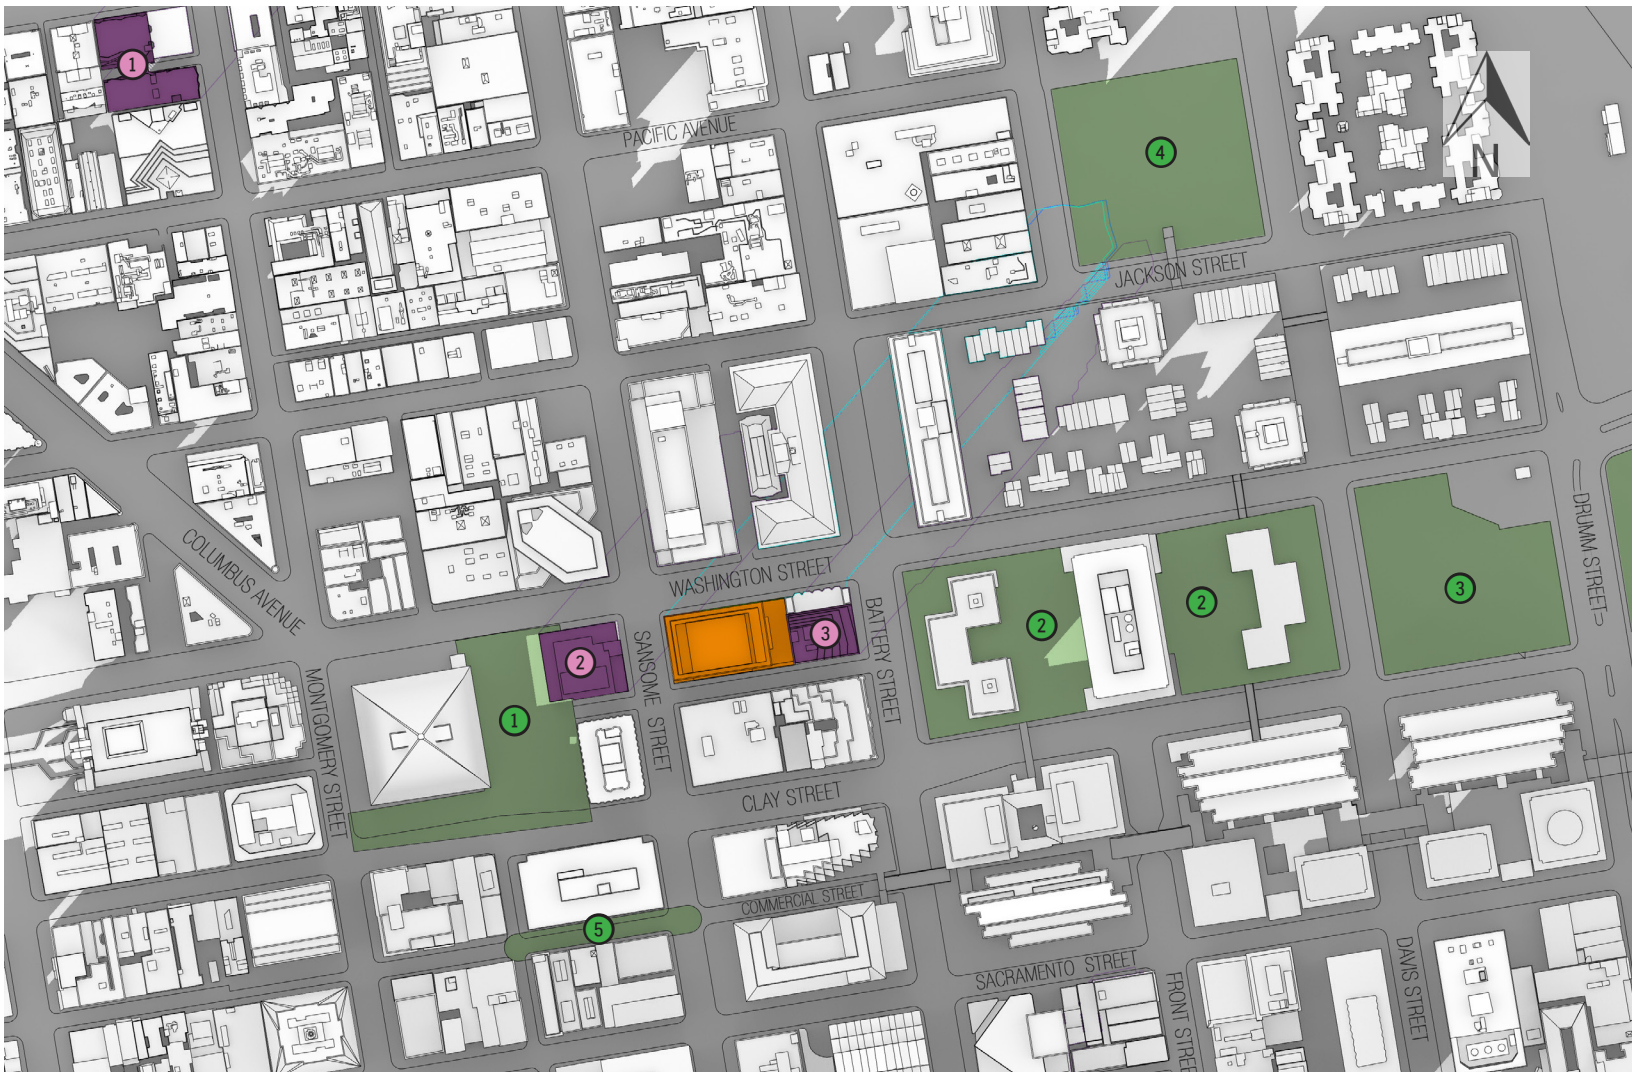 1
N
PACIFIC AVENUE
4
JACKSON STREET
COLUMBUS AVENUE
WASHINGTON STREET
DRUMM STREET
2
3
2
3
2
1
SANSOME STREET
BATTERY STREET
MONTGOMERY STREET
CLAY STREET
COMMERCIAL STREET
5
SACRAMENTO STREET
FRONT STREE
DAVIS STREET